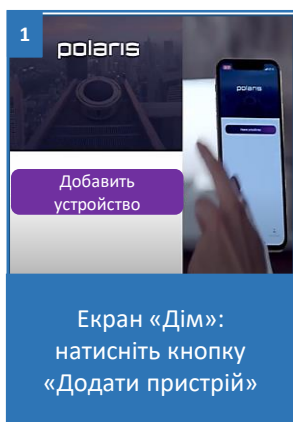 1
polaris
polaris
Добавить
устройство
Екран «Дім»:
натисніть кнопку
«Додати пристрій»